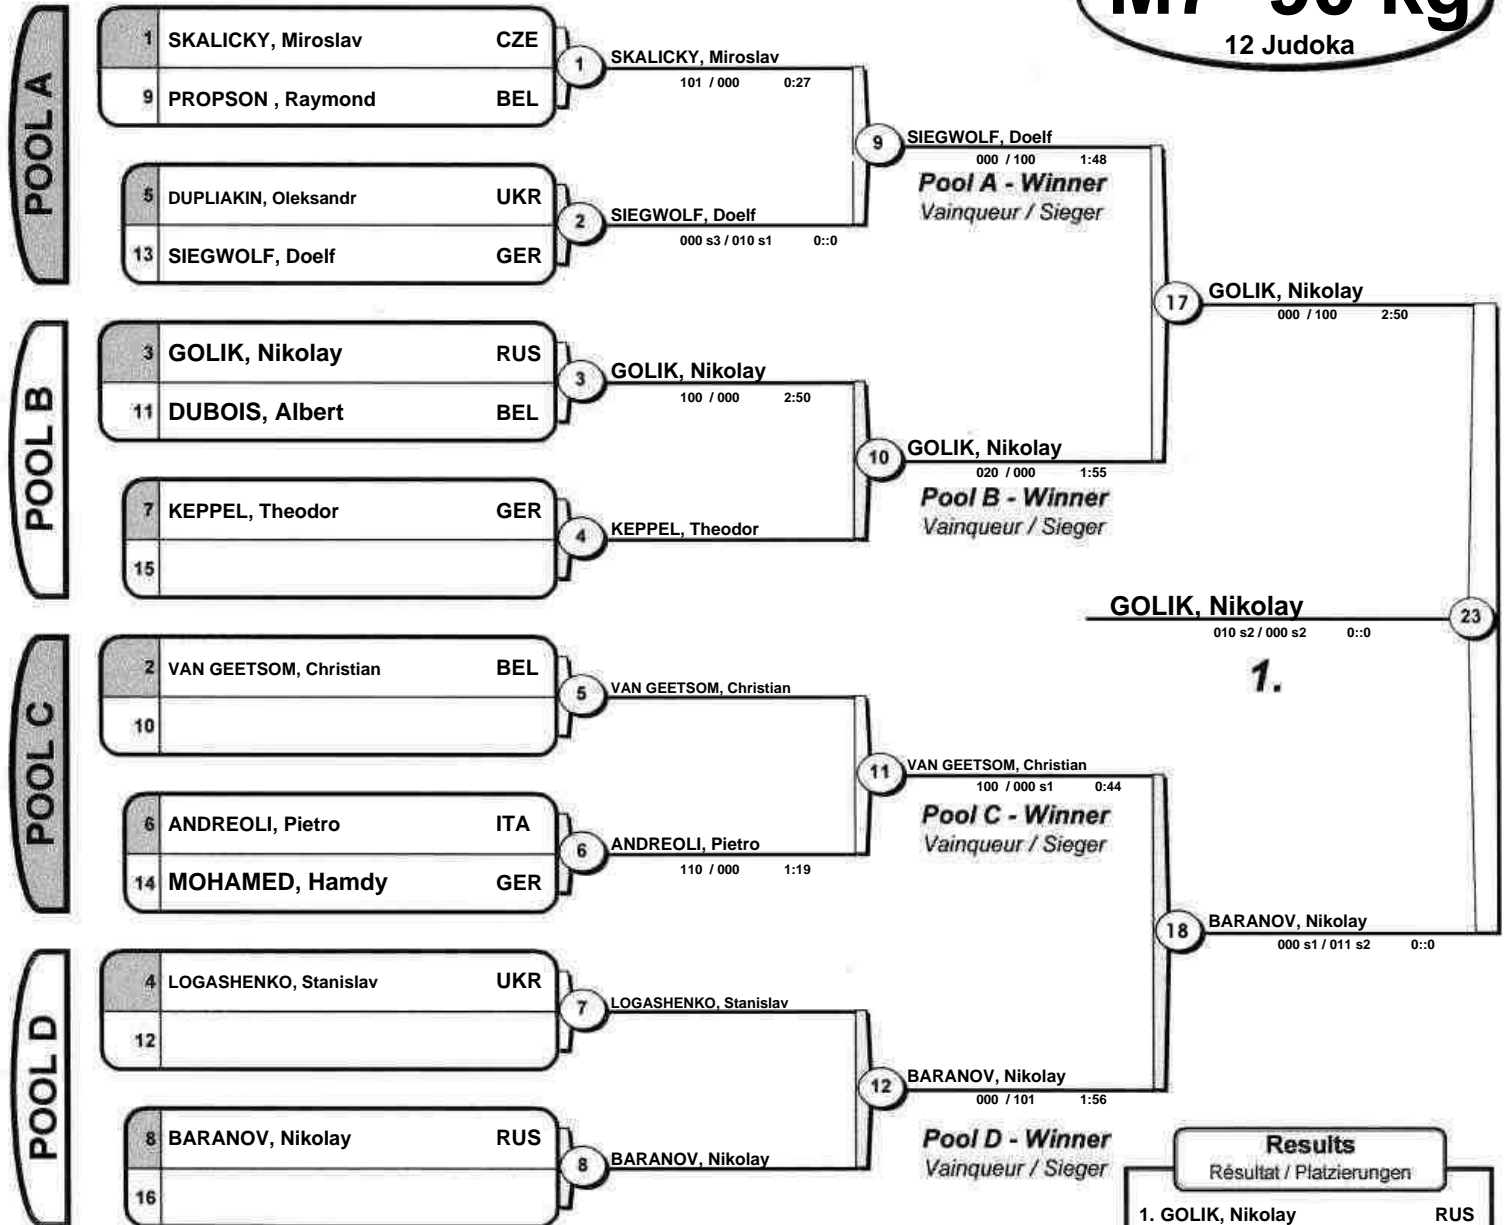 M7 -90 kg
12 Judoka
POOL A
1 SKALICKY, Miroslav CZE
9 PROPSON , Raymond BEL
1
SKALICKY, Miroslav
101 / 000 0:27
5 DUPLIAKIN, Oleksandr UKR
13 SIEGWOLF, Doelf GER
2
SIEGWOLF, Doelf
000 s3 / 010 s1 0::0
9
SIEGWOLF, Doelf
000 / 100 1:48
Pool A - Winner
Vainqueur / Sieger
POOL B
3 GOLIK, Nikolay RUS
11 DUBOIS, Albert BEL
3
GOLIK, Nikolay
100 / 000 2:50
7 KEPPEL, Theodor GER
15
4
KEPPEL, Theodor
10
GOLIK, Nikolay
020 / 000 1:55
Pool B - Winner
Vainqueur / Sieger
17
GOLIK, Nikolay
000 / 100 2:50
GOLIK, Nikolay
23
010 s2 / 000 s2 0::0
1.
POOL C
2 VAN GEETSOM, Christian BEL
10
5
VAN GEETSOM, Christian
6 ANDREOLI, Pietro ITA
14 MOHAMED, Hamdy GER
6
ANDREOLI, Pietro
110 / 000 1:19
11
VAN GEETSOM, Christian
100 / 000 s1 0:44
Pool C - Winner
Vainqueur / Sieger
18
BARANOV, Nikolay
000 s1 / 011 s2 0::0
POOL D
4 LOGASHENKO, Stanislav UKR
12
7
LOGASHENKO, Stanislav
8 BARANOV, Nikolay RUS
16
8
BARANOV, Nikolay
12
BARANOV, Nikolay
000 / 101 1:56
Pool D - Winner
Vainqueur / Sieger
Results
Résultat / Platzierungen
1. GOLIK, Nikolay RUS